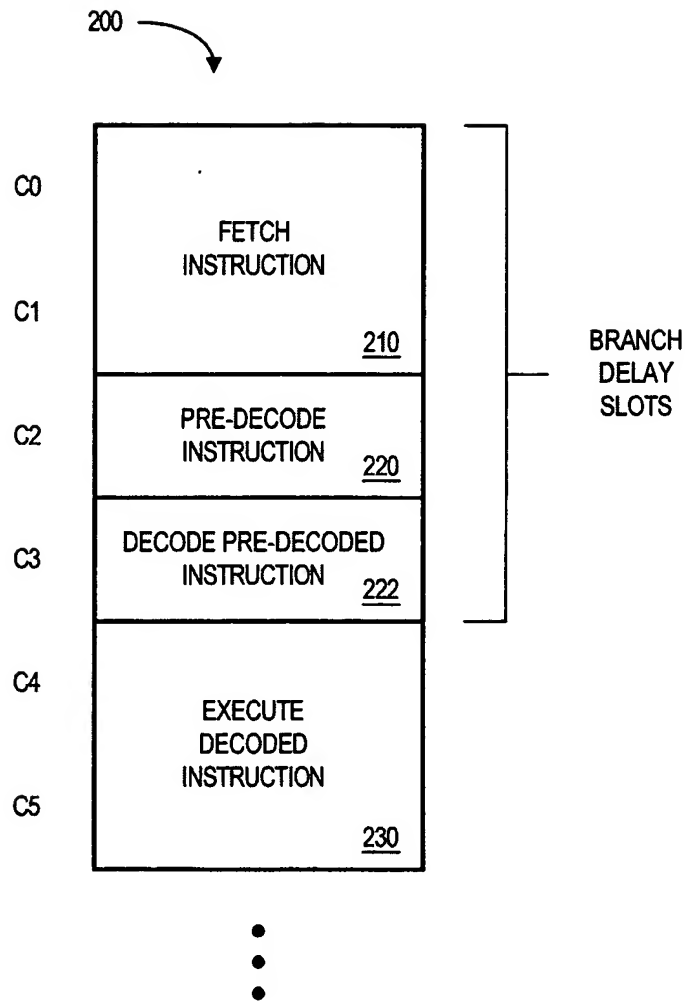 200
C0
FETCH
INSTRUCTION
C1
210
BRANCH
DELAY
SLOTS
C2
PRE-DECODE
INSTRUCTION
220
C3
DECODE PRE-DECODED
INSTRUCTION
222
C4
EXECUTE
DECODED
INSTRUCTION
C5
230